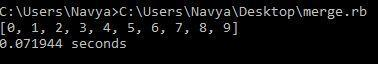 C:\Users\Navya>C:\Users\Navya\Desktop\merge.rb
[0, 1, 2, 3, 4, 5, 6, 7, 8, 9]
0.071944 seconds